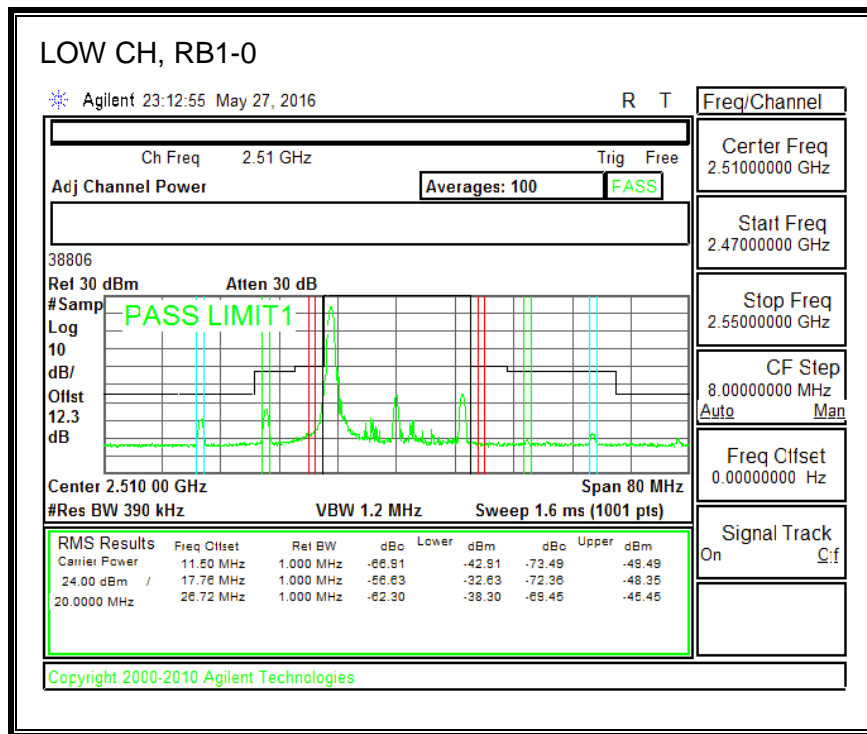 LOW CH, RB1-0
Agilent 23:12:55 May 27, 2016 R T
Freq/Channel
Ch Freq 2.51 GHz Trig Free
Adj Channel Power Averages: 100 PASS
38806
Ref 30 dBm Atten 30 dB
#Samp
Log
10
dB/
Offst
12.3
dB
PASS LIMIT1
Center 2.510 00 GHz Span 80 MHz
#Res BW 390 kHz VBW 1.2 MHz Sweep 1.6 ms (1001 pts)
RMS Results Freq Offset Ref BW dBc Lower dBm dBc Upper dBm
Carrier Power 11.50 MHz 1.000 MHz -66.91 -42.91 -73.49 -49.49
24.00 dBm / 17.76 MHz 1.000 MHz -56.63 -32.63 -72.36 -48.35
20.0000 MHz 26.72 MHz 1.000 MHz -62.30 -38.30 -69.45 -45.45
Copyright 2000-2010 Agilent Technologies
Center Freq
2.51000000 GHz
Start Freq
2.47000000 GHz
Stop Freq
2.55000000 GHz
CF Step
8.00000000 MHz
Auto Man
Freq Offset
0.00000000 Hz
Signal Track
On Off